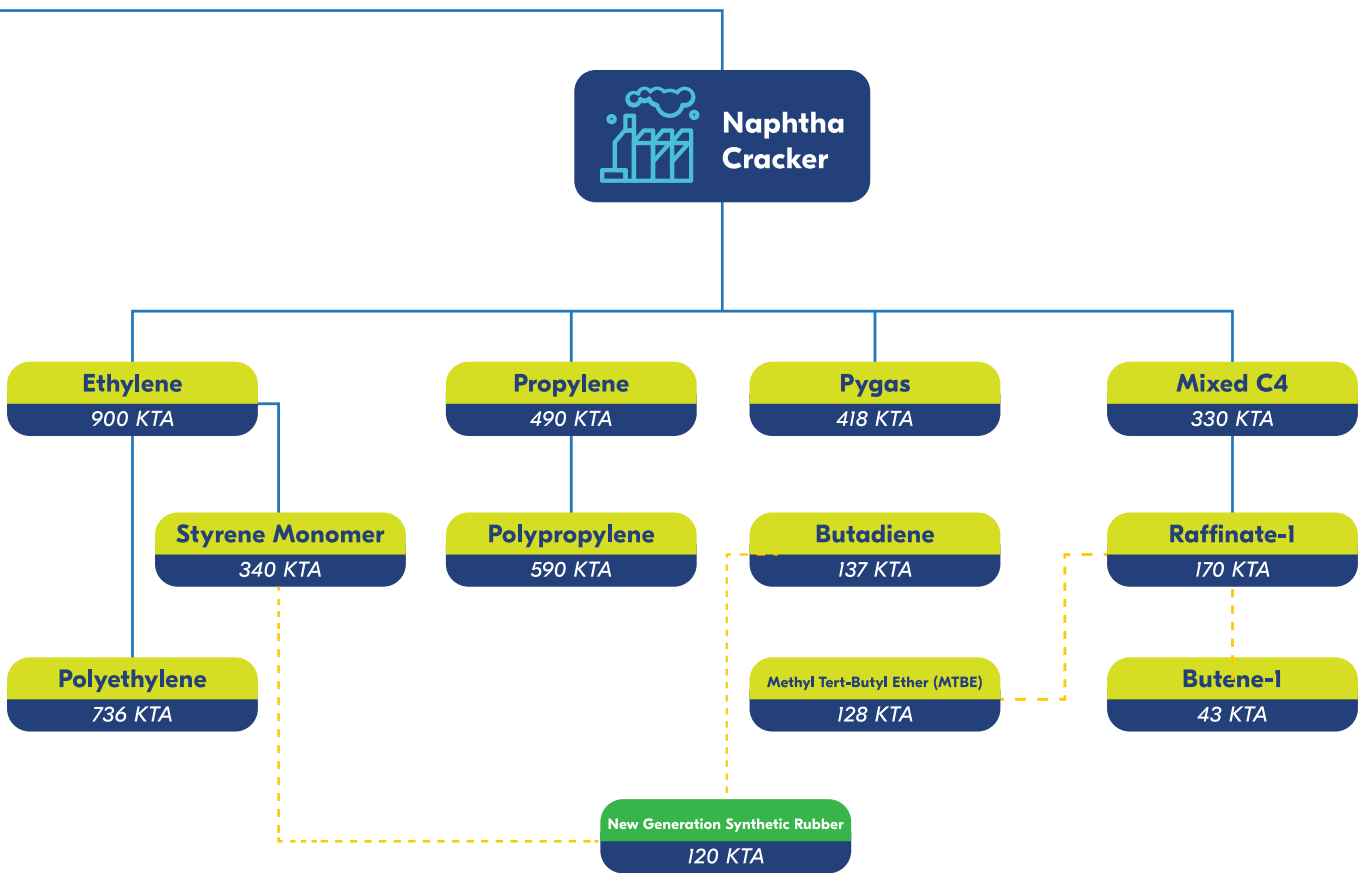 Naphtha
Cracker
Ethylene
900 KTA
Propylene
490 KTA
Pygas
418 KTA
Mixed C4
330 KTA
Styrene Monomer
340 KTA
Polypropylene
590 KTA
Butadiene
137 KTA
Raffinate-1
170 KTA
Polyethylene
736 KTA
Methyl Tert-Butyl Ether (MTBE)
128 KTA
Butene-1
43 KTA
New Generation Synthetic Rubber
120 KTA